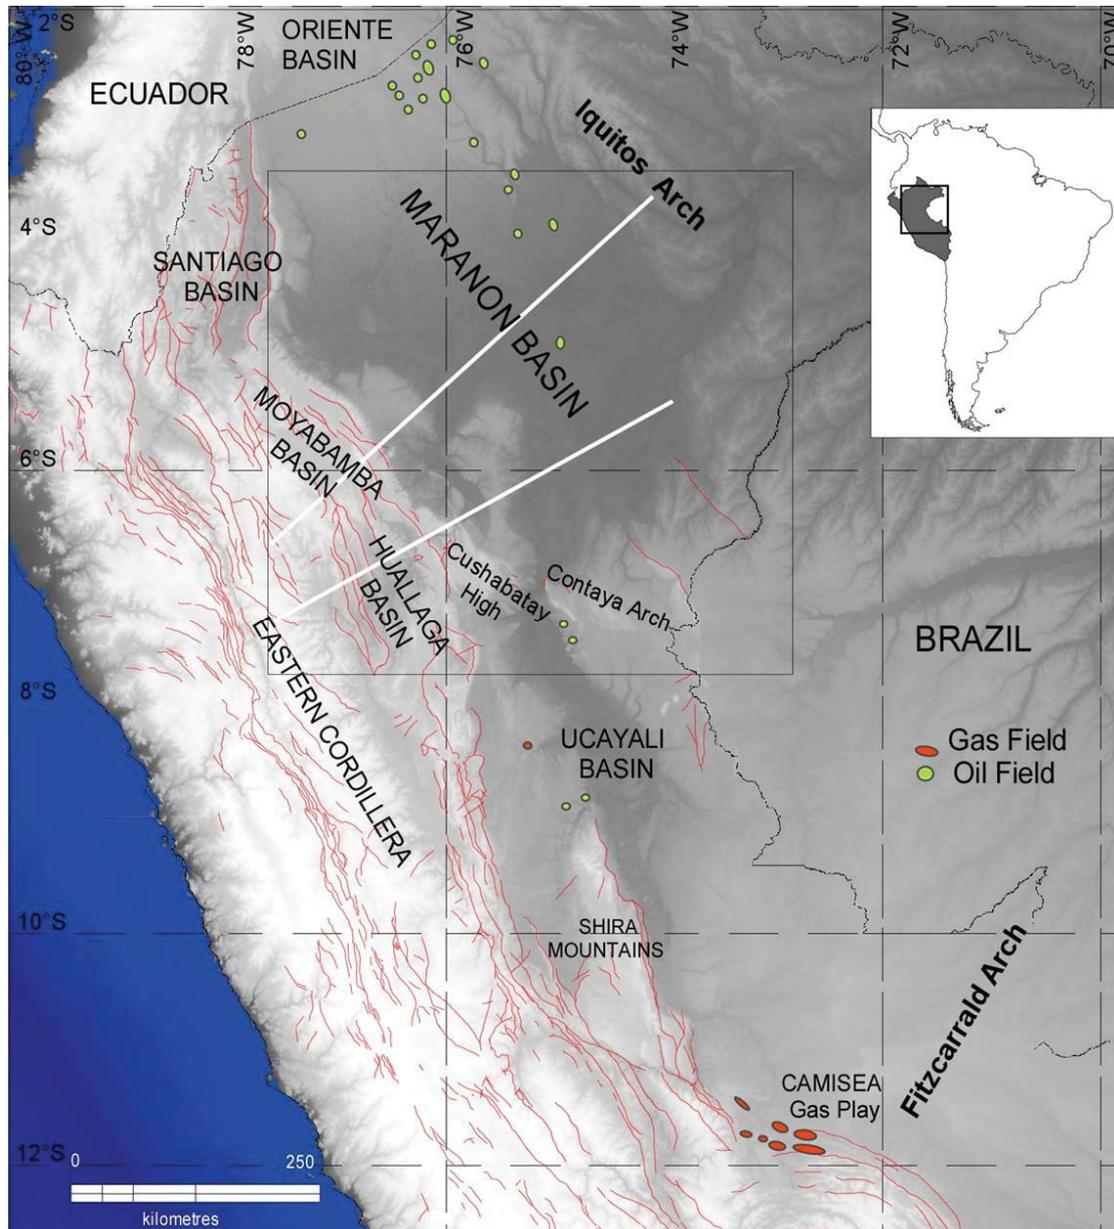 2°S
80°W
78°W
76°W
74°W
72°W
70°W
ORIENTE
BASIN
ECUADOR
Iquitos Arch
4°S
MARANON BASIN
SANTIAGO
BASIN
MOYABAMBA
BASIN
6°S
HUALLAGA
BASIN
Cushabatay
High
Contaya Arch
EASTERN CORDILLERA
BRAZIL
8°S
UCAYALI
BASIN
Gas Field
Oil Field
10°S
SHIRA
MOUNTAINS
Fitzcarrald Arch
CAMISEA
Gas Play
12°S
0 250
kilometres